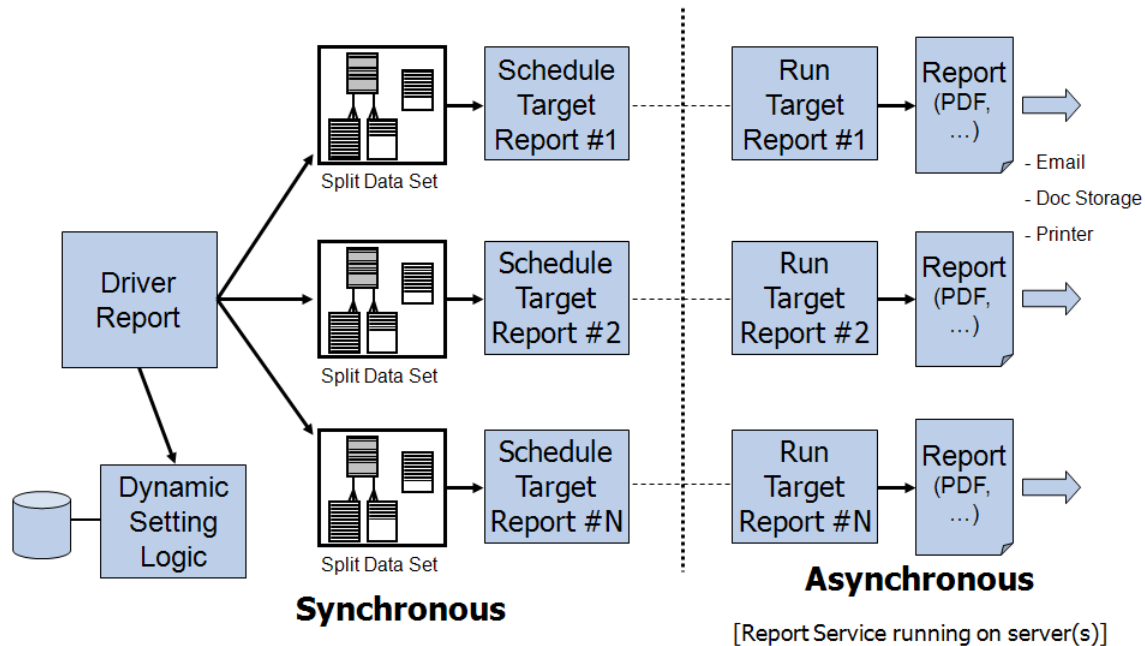 Schedule
Target
Report #1
Split Data Set
Run
Target
Report #1
Report
(PDF,
...)
- Email
- Doc Storage
- Printer
Driver
Report
Schedule
Target
Report #2
Split Data Set
Run
Target
Report #2
Report
(PDF,
...)
Dynamic
Setting
Logic
Schedule
Target
Report #N
Split Data Set
Run
Target
Report #N
Report
(PDF,
...)
Synchronous
Asynchronous
[Report Service running on server(s)]